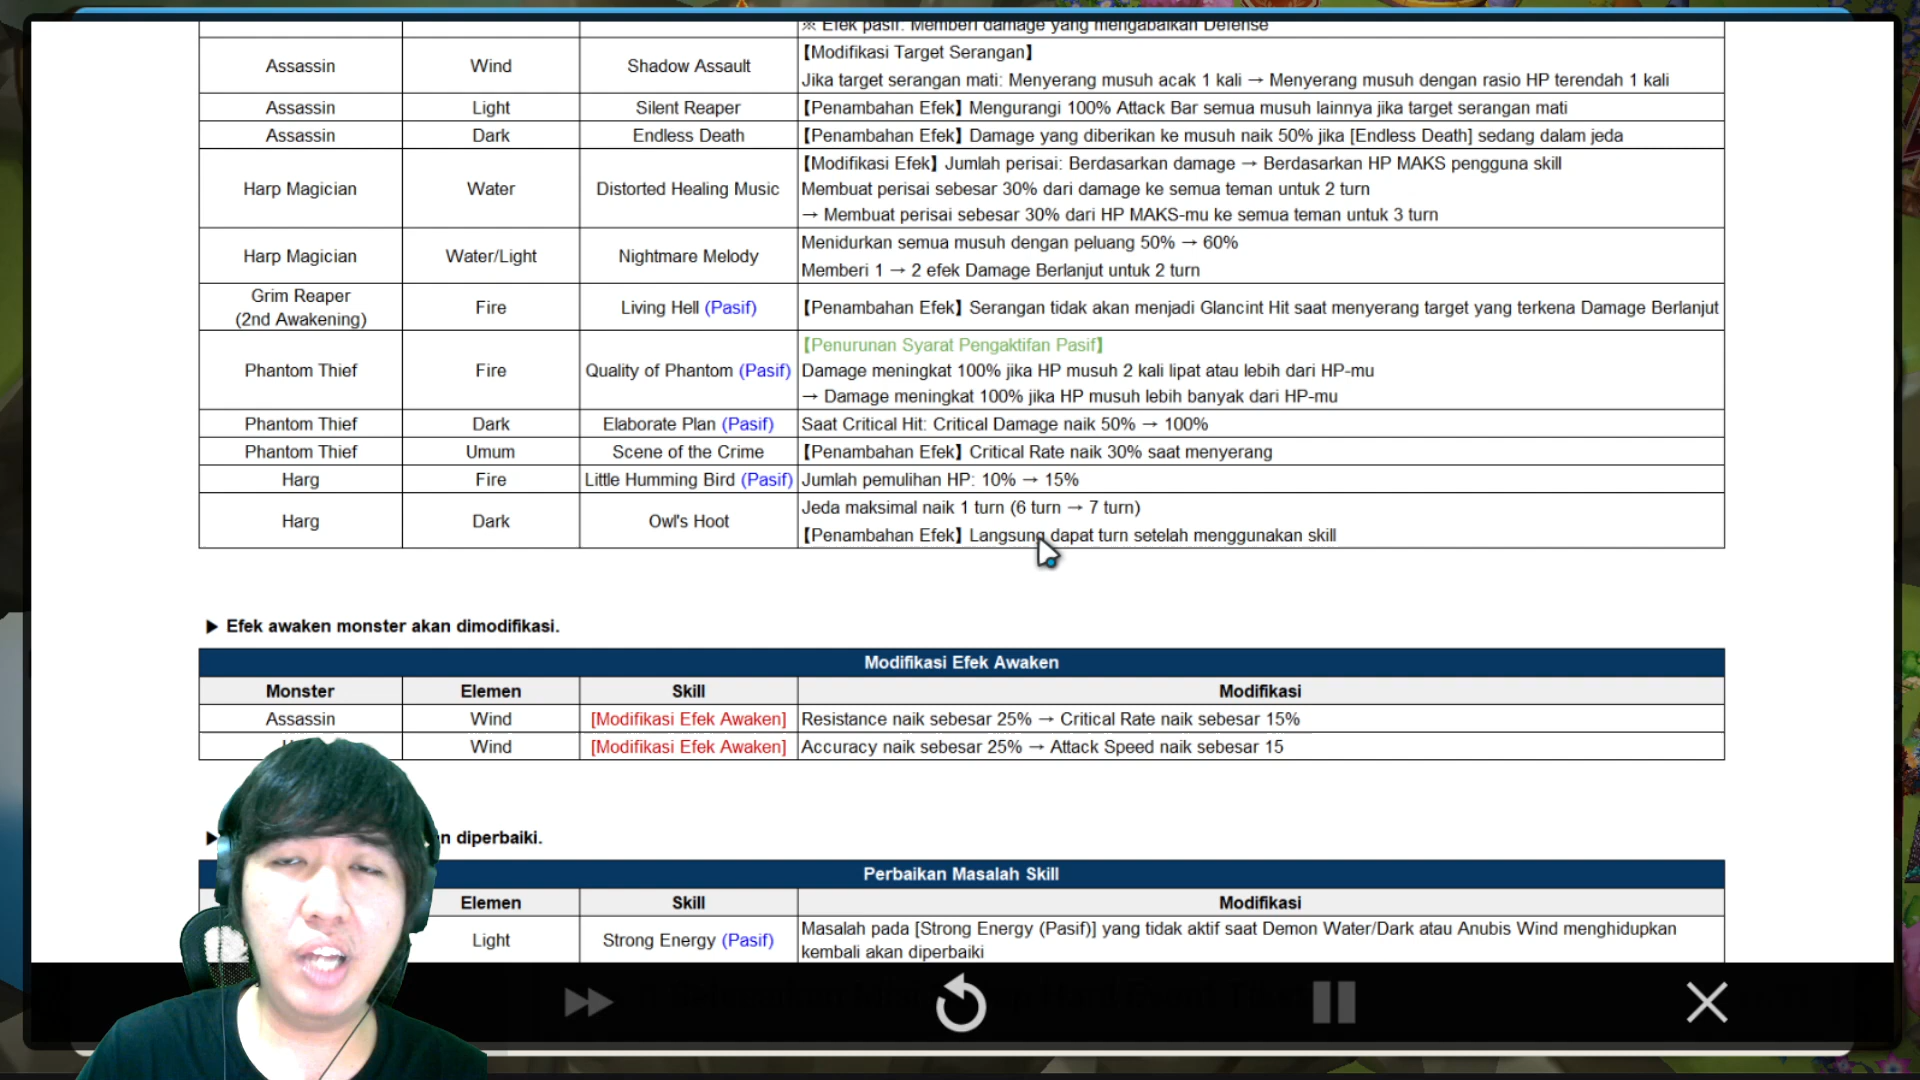 ※ Efek pasif: Memberi damage yang mengabaikan Defense
Assassin Wind Shadow Assault 【Modifikasi Target Serangan】
Jika target serangan mati: Menyerang musuh acak 1 kali → Menyerang musuh dengan rasio HP terendah 1 kali
Assassin Light Silent Reaper 【Penambahan Efek】 Mengurangi 100% Attack Bar semua musuh lainnya jika target serangan mati
Assassin Dark Endless Death 【Penambahan Efek】 Damage yang diberikan ke musuh naik 50% jika [Endless Death] sedang dalam jeda
Harp Magician Water Distorted Healing Music 【Modifikasi Efek】 Jumlah perisai: Berdasarkan damage → Berdasarkan HP MAKS pengguna skill
Membuat perisai sebesar 30% dari damage ke semua teman untuk 2 turn
→ Membuat perisai sebesar 30% dari HP MAKS-mu ke semua teman untuk 3 turn
Harp Magician Water/Light Nightmare Melody Menidurkan semua musuh dengan peluang 50% → 60%
Memberi 1 → 2 efek Damage Berlanjut untuk 2 turn
Grim Reaper
(2nd Awakening) Fire Living Hell (Pasif) 【Penambahan Efek】 Serangan tidak akan menjadi Glancint Hit saat menyerang target yang terkena Damage Berlanjut
Phantom Thief Fire Quality of Phantom (Pasif) 【Penurunan Syarat Pengaktifan Pasif】
Damage meningkat 100% jika HP musuh 2 kali lipat atau lebih dari HP-mu
→ Damage meningkat 100% jika HP musuh lebih banyak dari HP-mu
Phantom Thief Dark Elaborate Plan (Pasif) Saat Critical Hit: Critical Damage naik 50% → 100%
Phantom Thief Umum Scene of the Crime 【Penambahan Efek】 Critical Rate naik 30% saat menyerang
Harg Fire Little Humming Bird (Pasif) Jumlah pemulihan HP: 10% → 15%
Harg Dark Owl's Hoot Jeda maksimal naik 1 turn (6 turn → 7 turn)
【Penambahan Efek】 Langsung dapat turn setelah menggunakan skill
▶ Efek awaken monster akan dimodifikasi.
Modifikasi Efek Awaken
Monster Elemen Skill Modifikasi
Assassin Wind [Modifikasi Efek Awaken] Resistance naik sebesar 25% → Critical Rate naik sebesar 15%
Wind [Modifikasi Efek Awaken] Accuracy naik sebesar 25% → Attack Speed naik sebesar 15
▶ diperbaiki.
Perbaikan Masalah Skill
Elemen Skill Modifikasi
Light Strong Energy (Pasif) Masalah pada [Strong Energy (Pasif)] yang tidak aktif saat Demon Water/Dark atau Anubis Wind menghidupkan
kembali akan diperbaiki